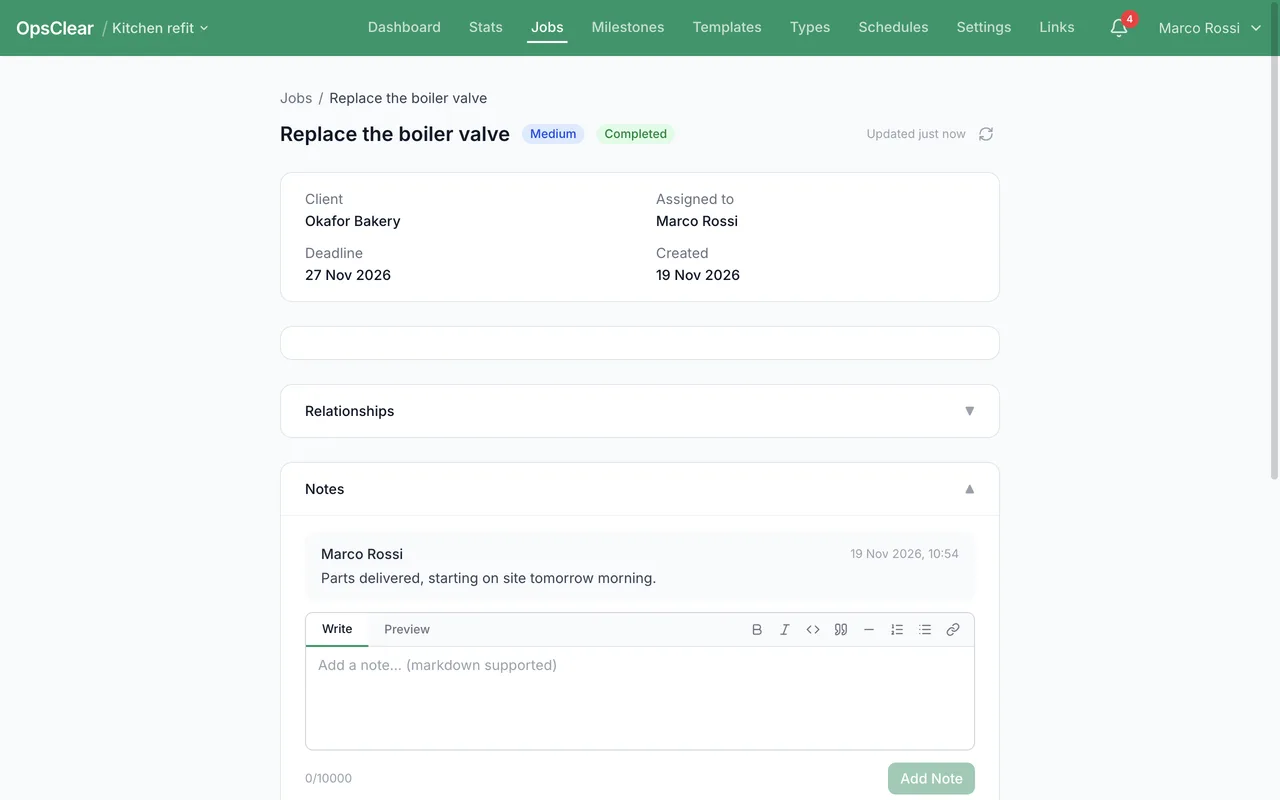 OpsClear / Kitchen refit Dashboard Stats Jobs Milestones Templates Types Schedules Settings Links 4 Marco Rossi
Jobs / Replace the boiler valve
Replace the boiler valve Medium Completed Updated just now
Client Assigned to
Okafor Bakery Marco Rossi
Deadline Created
27 Nov 2026 19 Nov 2026
Relationships
Notes
Marco Rossi 19 Nov 2026, 10:54
Parts delivered, starting on site tomorrow morning.
Write Preview
Add a note... (markdown supported)
0/10000 Add Note